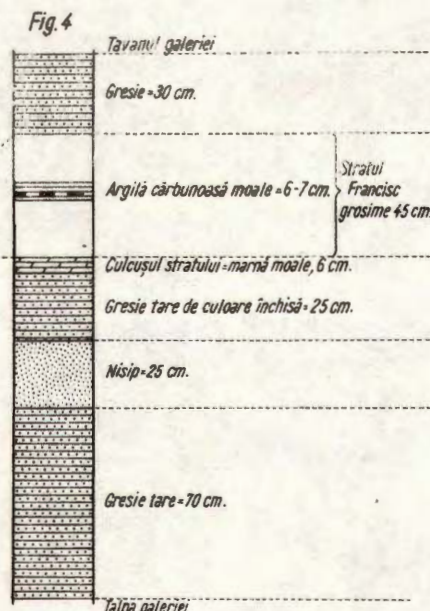 Fig. 4
Tavanul galeriei
Gresie = 30 cm.
Argilă cărbunoasă moale = 6-7 cm.
Stratul
Francisc
grosime 45 cm.
Culcușul stratului = marnă moale, 6 cm.
Gresie tare de culoare închisă = 25 cm.
Nisip = 25 cm.
Gresie tare = 70 cm.
Talpa galeriei